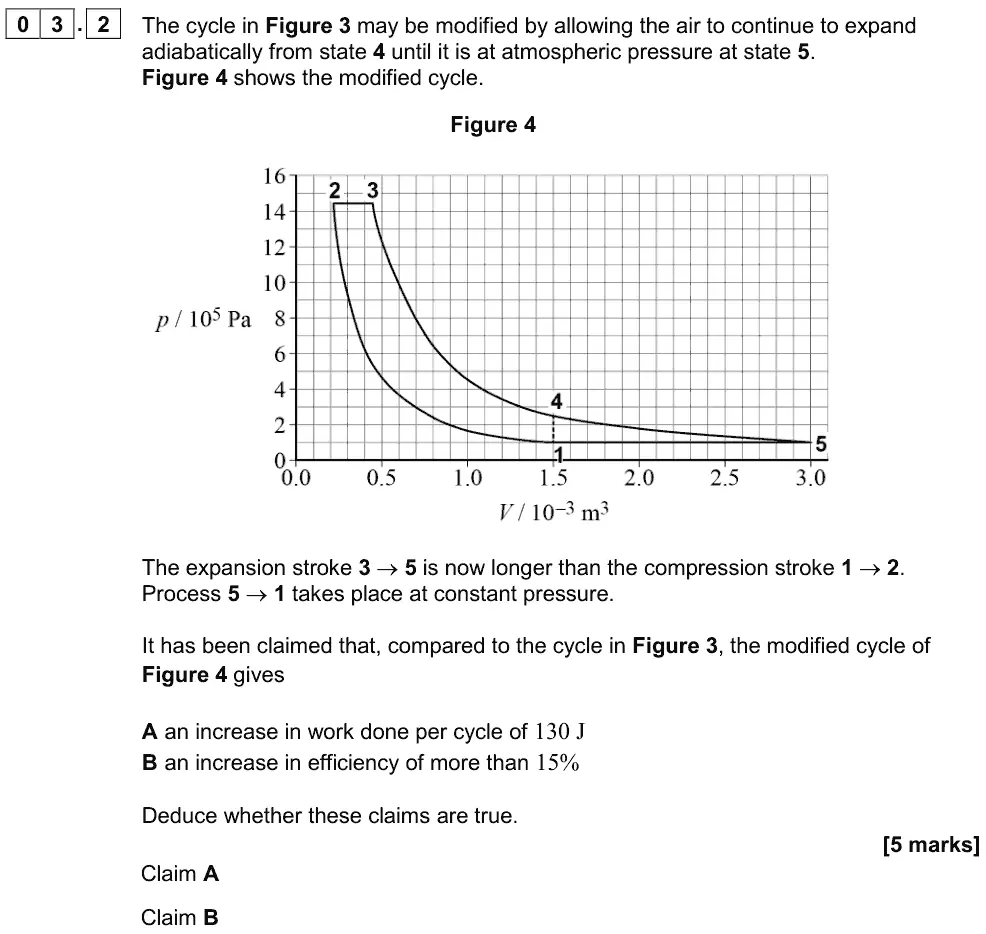 0 3 . 2 The cycle in Figure 3 may be modified by allowing the air to continue to expand
adiabatically from state 4 until it is at atmospheric pressure at state 5.
Figure 4 shows the modified cycle.
Figure 4
16
2 3
14
12
10
p / 10⁵ Pa 8
6
4
4
2
5
1
0
0.0 0.5 1.0 1.5 2.0 2.5 3.0
V / 10⁻³ m³
The expansion stroke 3 → 5 is now longer than the compression stroke 1 → 2.
Process 5 → 1 takes place at constant pressure.
It has been claimed that, compared to the cycle in Figure 3, the modified cycle of
Figure 4 gives
A an increase in work done per cycle of 130 J
B an increase in efficiency of more than 15%
Deduce whether these claims are true.
[5 marks]
Claim A
Claim B